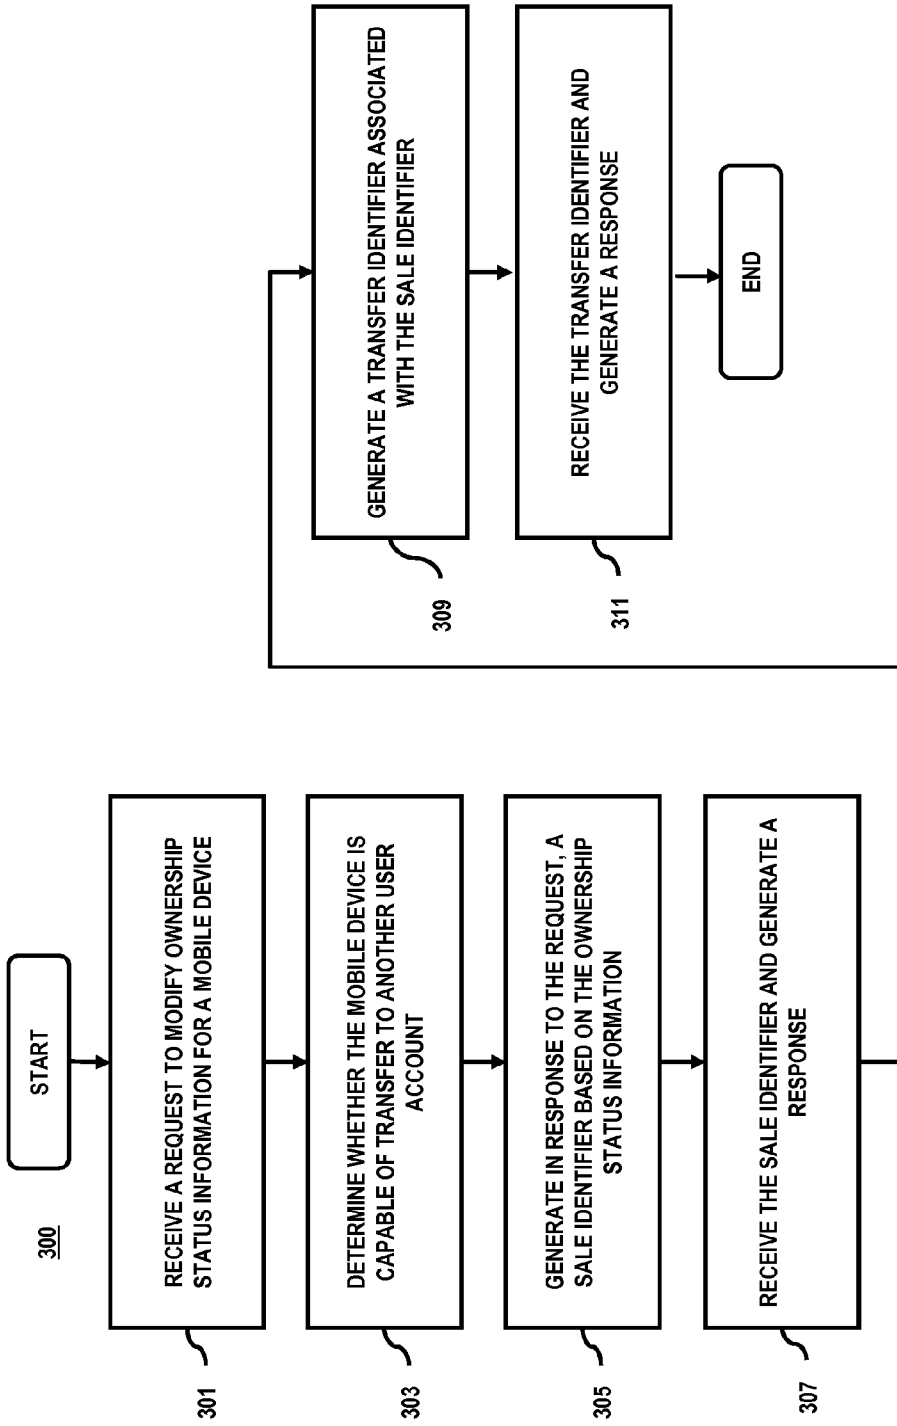 300
START
301
RECEIVE A REQUEST TO MODIFY OWNERSHIP
STATUS INFORMATION FOR A MOBILE DEVICE
303
DETERMINE WHETHER THE MOBILE DEVICE IS
CAPABLE OF TRANSFER TO ANOTHER USER
ACCOUNT
305
GENERATE IN RESPONSE TO THE REQUEST, A
SALE IDENTIFIER BASED ON THE OWNERSHIP
STATUS INFORMATION
307
RECEIVE THE SALE IDENTIFIER AND GENERATE A
RESPONSE
309
GENERATE A TRANSFER IDENTIFIER ASSOCIATED
WITH THE SALE IDENTIFIER
311
RECEIVE THE TRANSFER IDENTIFIER AND
GENERATE A RESPONSE
END